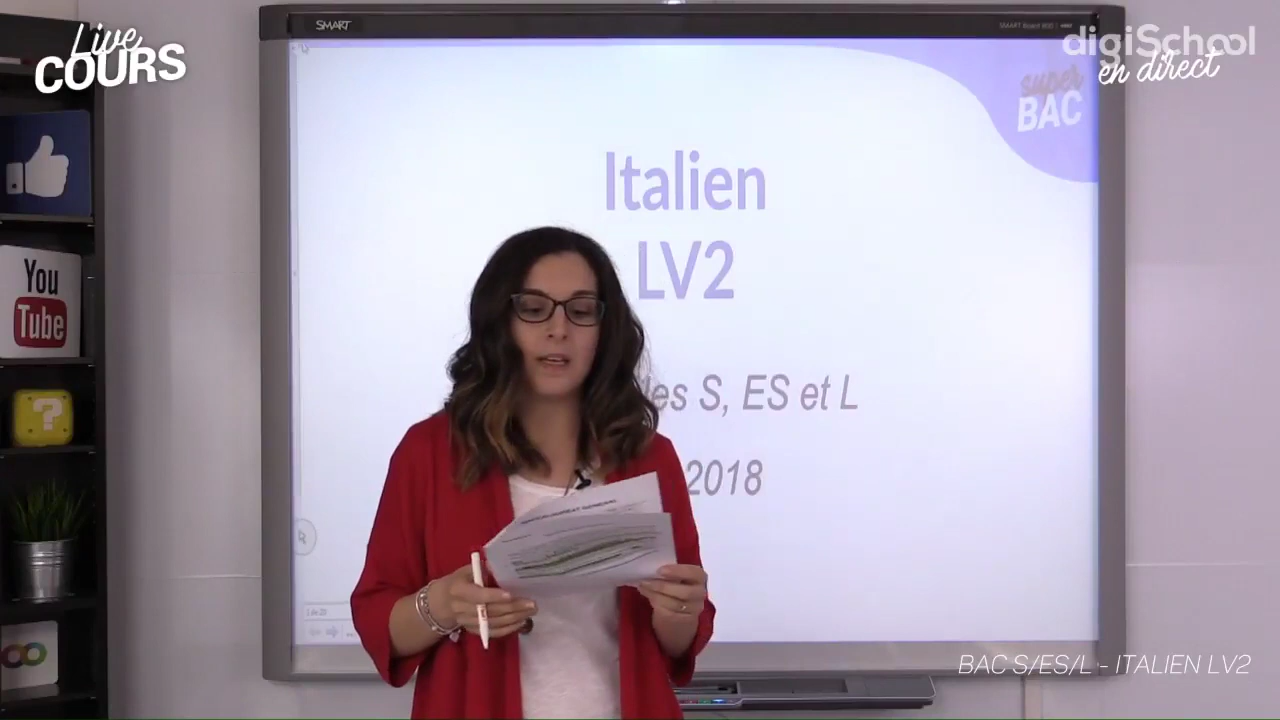 Live
COURS
SMART
digiSchool
en direct
super
BAC
Italien
LV2
les S, ES et L
2018
You
Tube
?
BAC S/ES/L - ITALIEN LV2